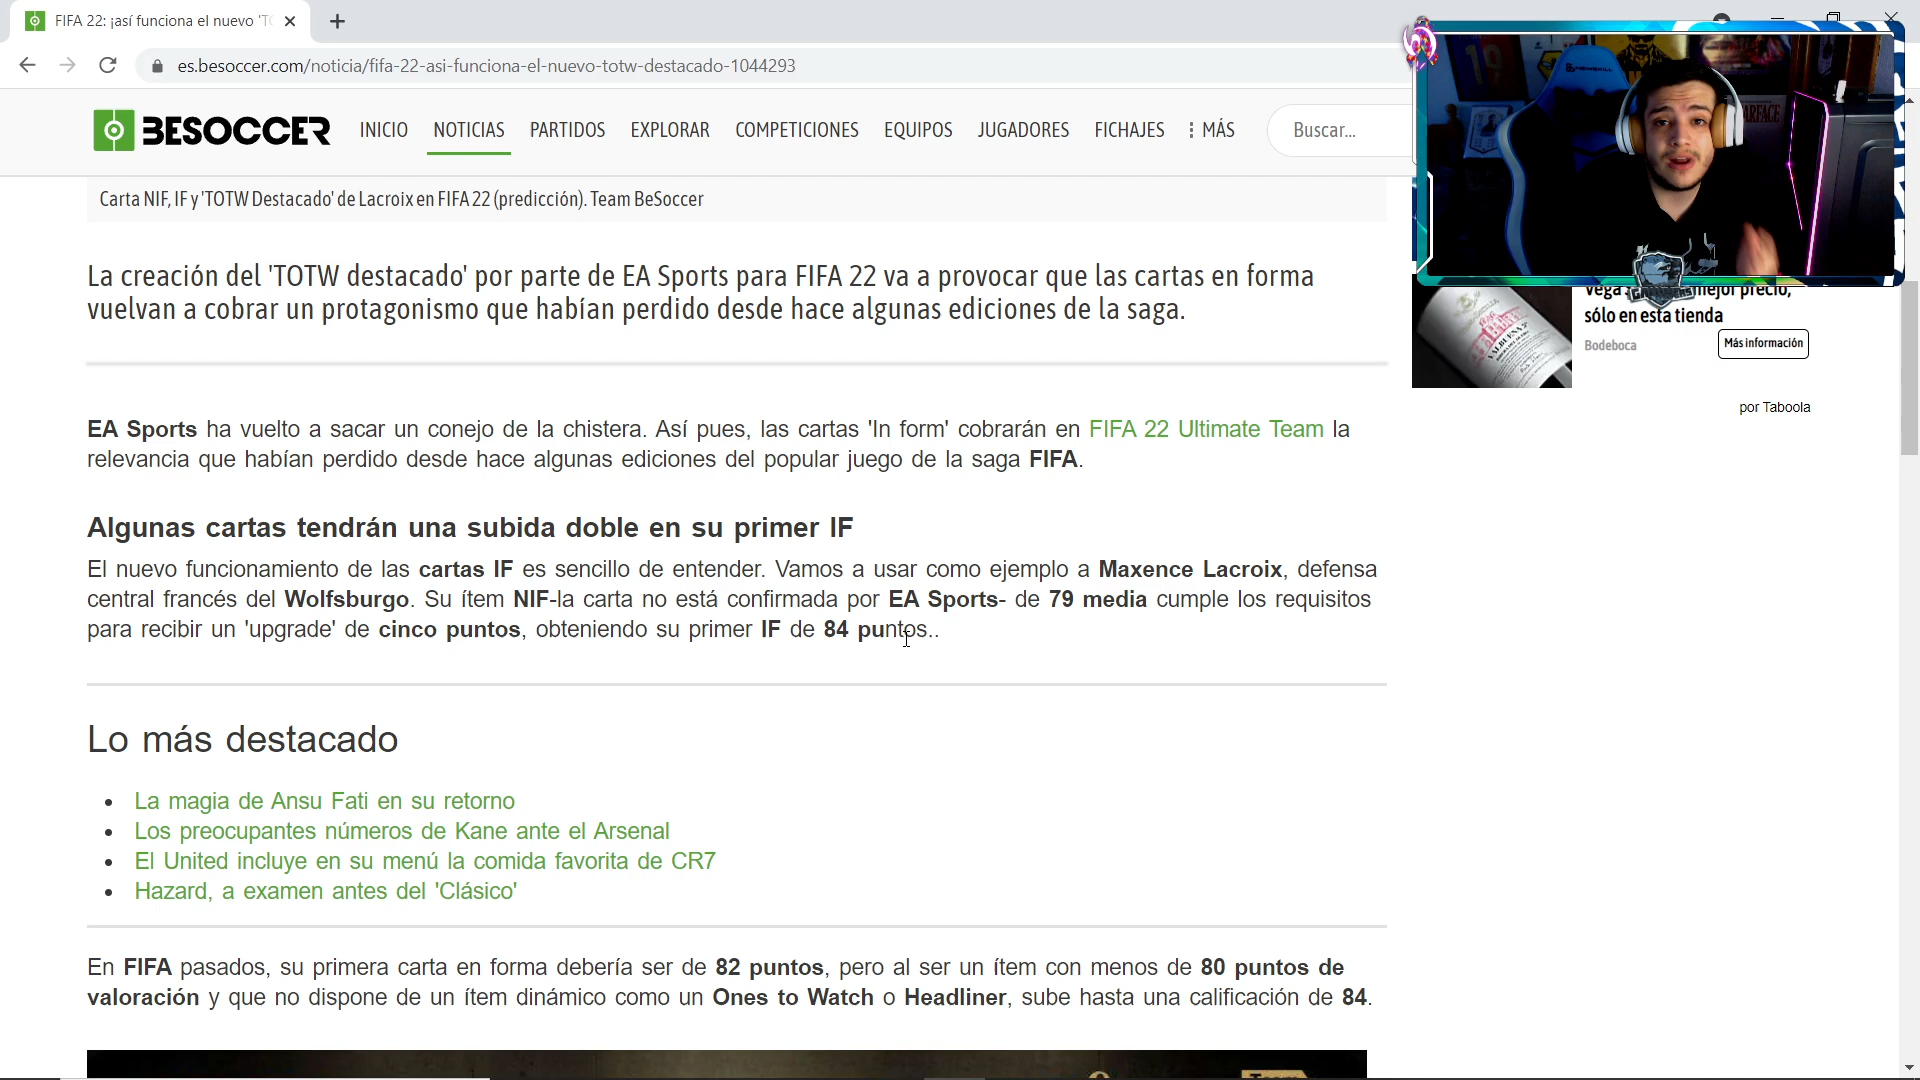 FIFA 22: ¡así funciona el nuevo 'TO
es.besoccer.com/noticia/fifa-22-asi-funciona-el-nuevo-totw-destacado-1044293
BESOCCER INICIO NOTICIAS PARTIDOS EXPLORAR COMPETICIONES EQUIPOS JUGADORES FICHAJES MÁS Buscar...
Carta NIF, IF y 'TOTW Destacado' de Lacroix en FIFA 22 (predicción). Team BeSoccer
La creación del 'TOTW destacado' por parte de EA Sports para FIFA 22 va a provocar que las cartas en forma
vuelvan a cobrar un protagonismo que habían perdido desde hace algunas ediciones de la saga.
mejor precio,
sólo en esta tienda
Bodeboca
Más información
por Taboola
EA Sports ha vuelto a sacar un conejo de la chistera. Así pues, las cartas 'In form' cobrarán en FIFA 22 Ultimate Team la
relevancia que habían perdido desde hace algunas ediciones del popular juego de la saga FIFA.
Algunas cartas tendrán una subida doble en su primer IF
El nuevo funcionamiento de las cartas IF es sencillo de entender. Vamos a usar como ejemplo a Maxence Lacroix, defensa
central francés del Wolfsburgo. Su ítem NIF-la carta no está confirmada por EA Sports- de 79 media cumple los requisitos
para recibir un 'upgrade' de cinco puntos, obteniendo su primer IF de 84 puntos..
Lo más destacado
La magia de Ansu Fati en su retorno
Los preocupantes números de Kane ante el Arsenal
El United incluye en su menú la comida favorita de CR7
Hazard, a examen antes del 'Clásico'
En FIFA pasados, su primera carta en forma debería ser de 82 puntos, pero al ser un ítem con menos de 80 puntos de
valoración y que no dispone de un ítem dinámico como un Ones to Watch o Headliner, sube hasta una calificación de 84.